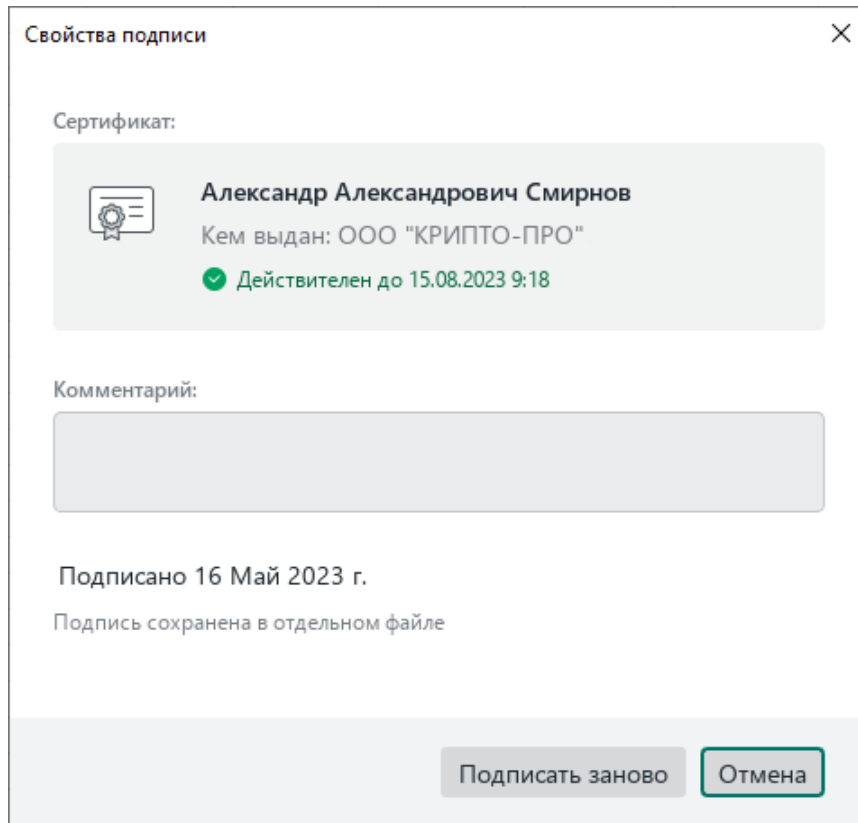 Свойства подписи
Сертификат:
Александр Александрович Смирнов
Кем выдан: ООО "КРИПТО-ПРО"
Действителен до 15.08.2023 9:18
Комментарий:
Подписано 16 Май 2023 г.
Подпись сохранена в отдельном файле
Подписать заново
Отмена